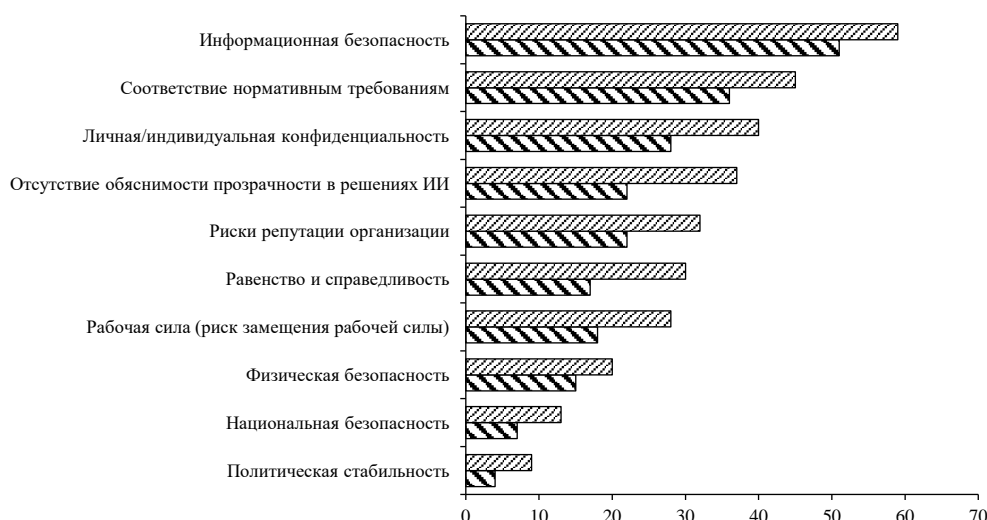 Информационная безопасность
Соответствие нормативным требованиям
Личная/индивидуальная конфиденциальность
Отсутствие обяснимости прозрачности в решениях ИИ
Риски репутации организации
Равенство и справедливость
Рабочая сила (риск замещения рабочей силы)
Физическая безопасность
Национальная безопасность
Политическая стабильность
0 10 20 30 40 50 60 70